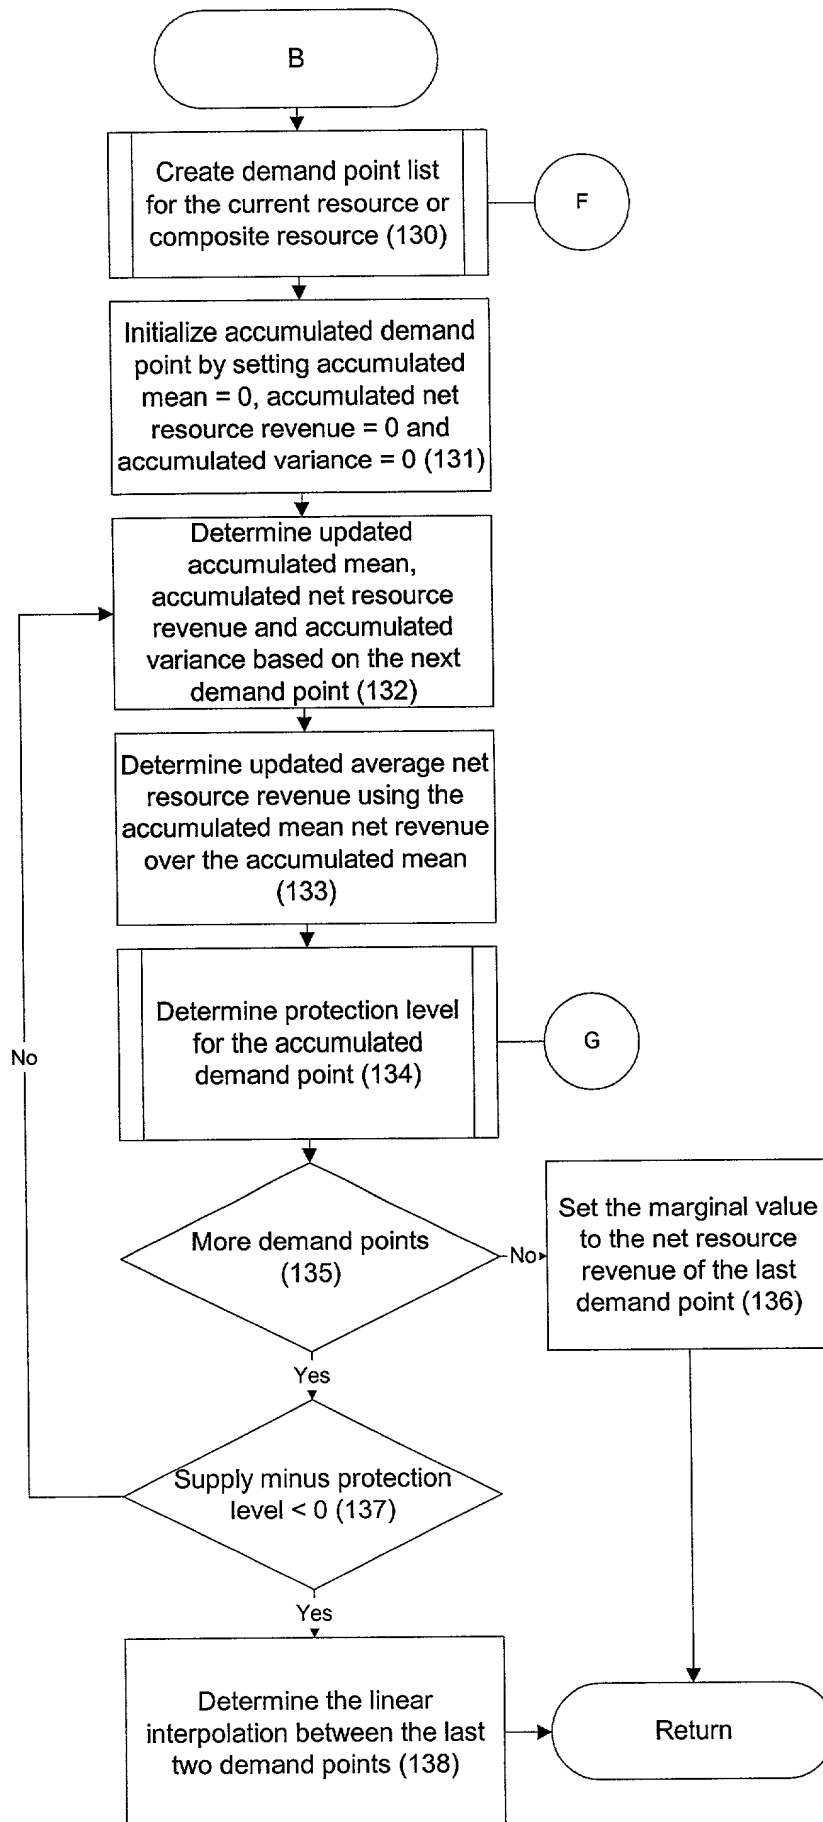 B
Create demand point list
for the current resource or
composite resource (130)
F
Initialize accumulated demand
point by setting accumulated
mean = 0, accumulated net
resource revenue = 0 and
accumulated variance = 0 (131)
Determine updated
accumulated mean,
accumulated net resource
revenue and accumulated
variance based on the next
demand point (132)
Determine updated average net
resource revenue using the
accumulated mean net revenue
over the accumulated mean
(133)
Determine protection level
for the accumulated
demand point (134)
G
No
More demand points
(135)
No
Set the marginal value
to the net resource
revenue of the last
demand point (136)
Yes
Supply minus protection
level < 0 (137)
Yes
Determine the linear
interpolation between the last
two demand points (138)
Return